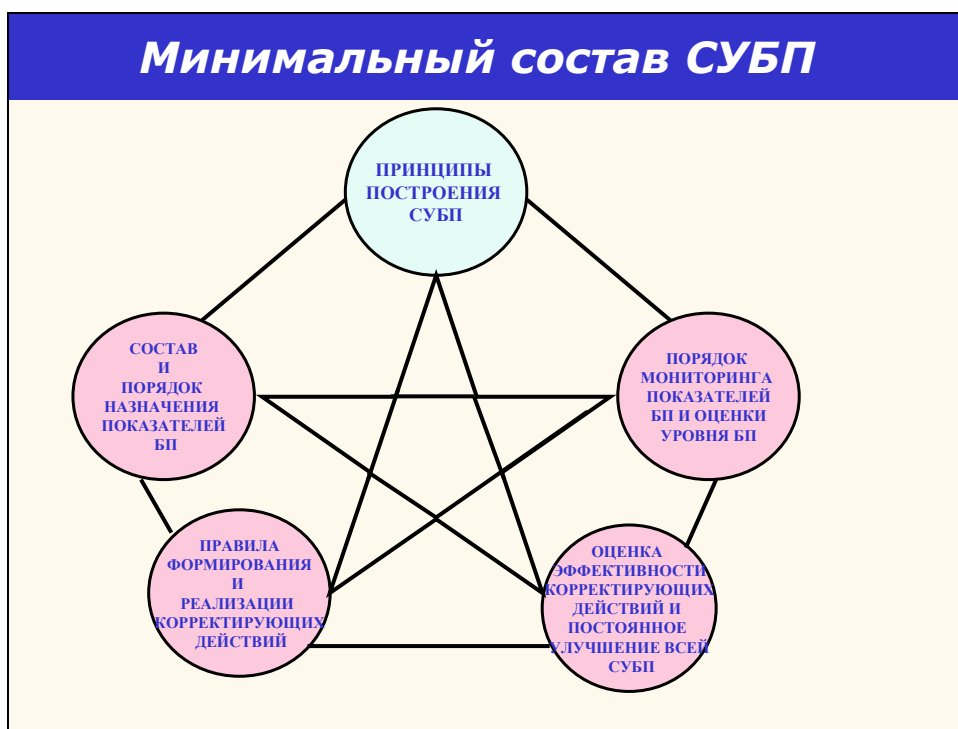 Минимальный состав СУБП
ПРИНЦИПЫ
ПОСТРОЕНИЯ
СУБП
СОСТАВ
И
ПОРЯДОК
НАЗНАЧЕНИЯ
ПОКАЗАТЕЛЕЙ
БП
ПОРЯДОК
МОНИТОРИНГА
ПОКАЗАТЕЛЕЙ
БП И ОЦЕНКИ
УРОВНЯ БП
ПРАВИЛА
ФОРМИРОВАНИЯ
И
РЕАЛИЗАЦИИ
КОРРЕКТИРУЮЩИХ
ДЕЙСТВИЙ
ОЦЕНКА
ЭФФЕКТИВНОСТИ
КОРРЕКТИРУЮЩИХ
ДЕЙСТВИЙ И
ПОСТОЯННОЕ
УЛУЧШЕНИЕ ВСЕЙ
СУБП